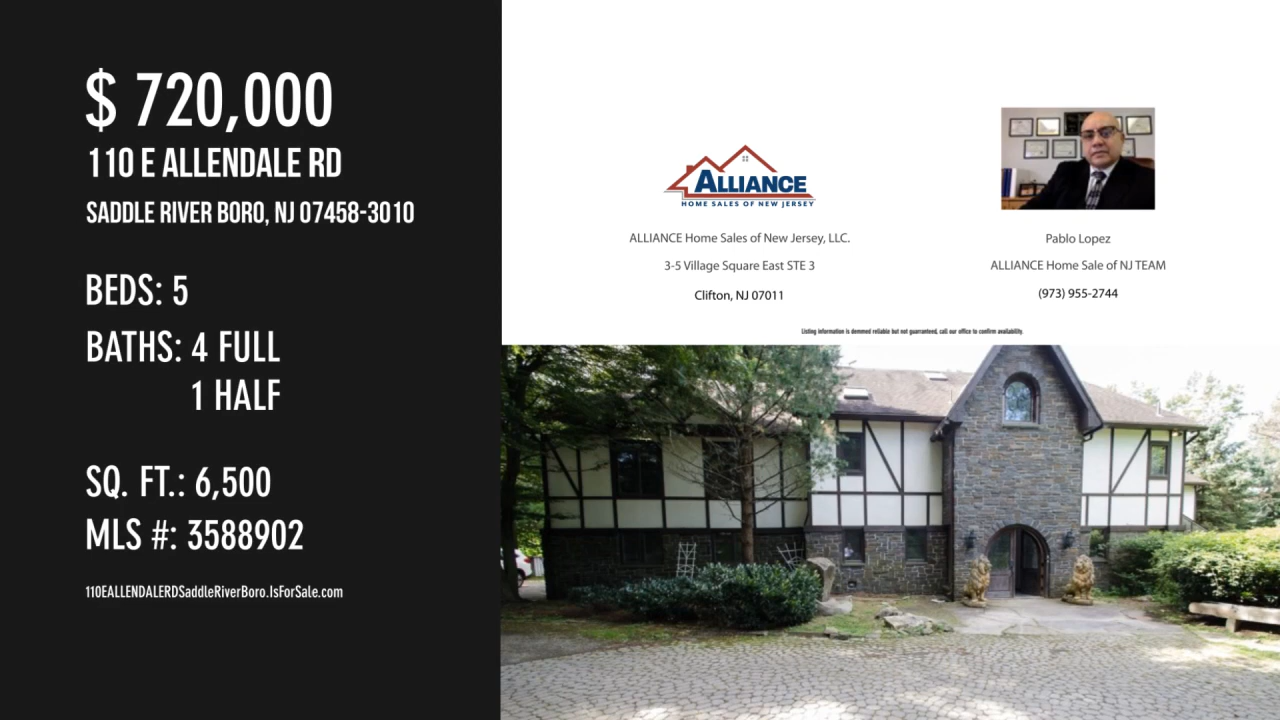 $ 720,000
110 E ALLENDALE RD
SADDLE RIVER BORO, NJ 07458-3010
BEDS: 5
BATHS: 4 FULL
1 HALF
SQ. FT.: 6,500
MLS #: 3588902
110EALLENDALERDSaddleRiverBoro.IsForSale.com
ALLIANCE
HOME SALES OF NEW JERSEY
ALLIANCE Home Sales of New Jersey, LLC.
3-5 Village Square East STE 3
Clifton, NJ 07011
Pablo Lopez
ALLIANCE Home Sale of NJ TEAM
(973) 955-2744
Listing information is demmed reliable but not guarranteed, call our office to confirm availability.